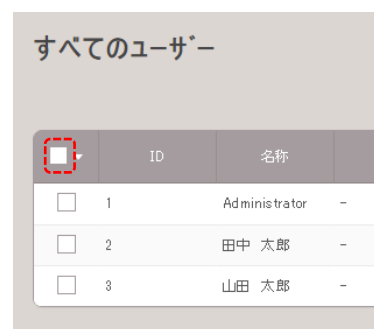 すべてのユーザー
ID 名称
1 Administrator -
2 田中 太郎 -
3 山田 太郎 -